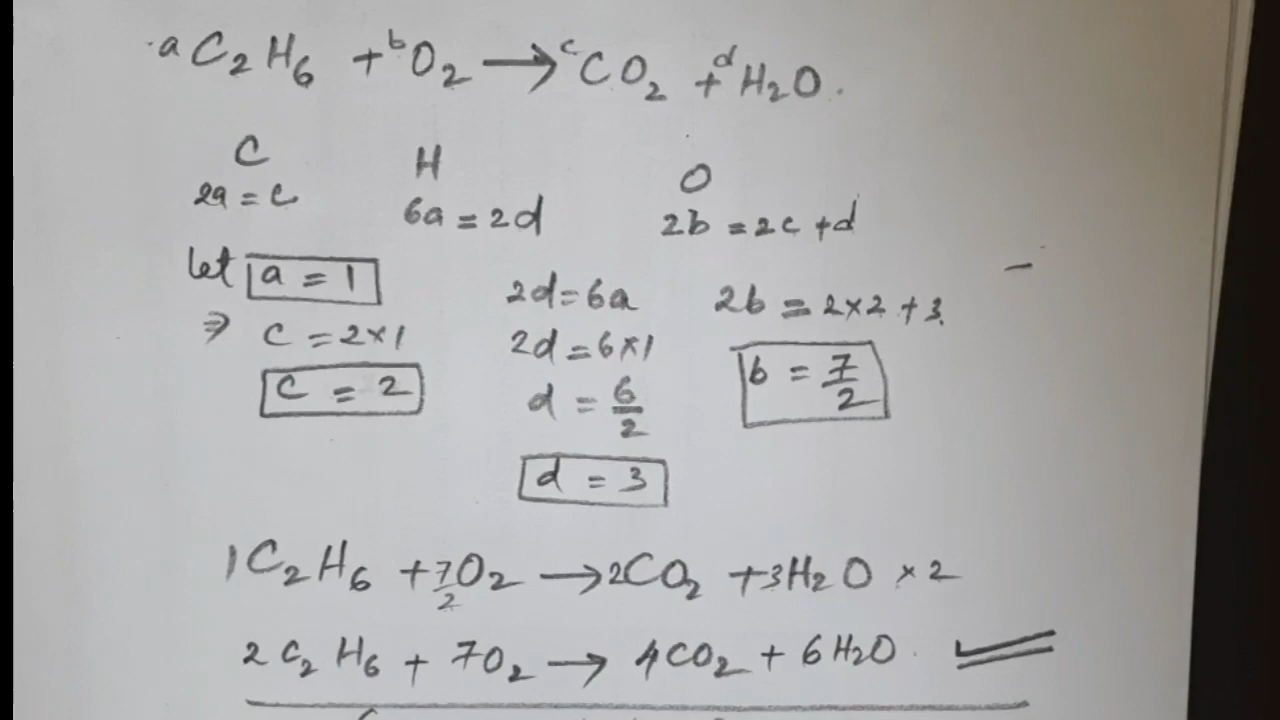 aC2H6 + bO2 → cCO2 + dH2O.
C H O
2a = c 6a = 2d 2b = 2c + d
let a = 1 2d = 6a 2b = 2×2 + 3
⇒ c = 2×1 2d = 6×1 b = 7/2
c = 2 d = 6/2
d = 3
1C2H6 + 7/2O2 → 2CO2 + 3H2O × 2
2C2H6 + 7O2 → 4CO2 + 6H2O